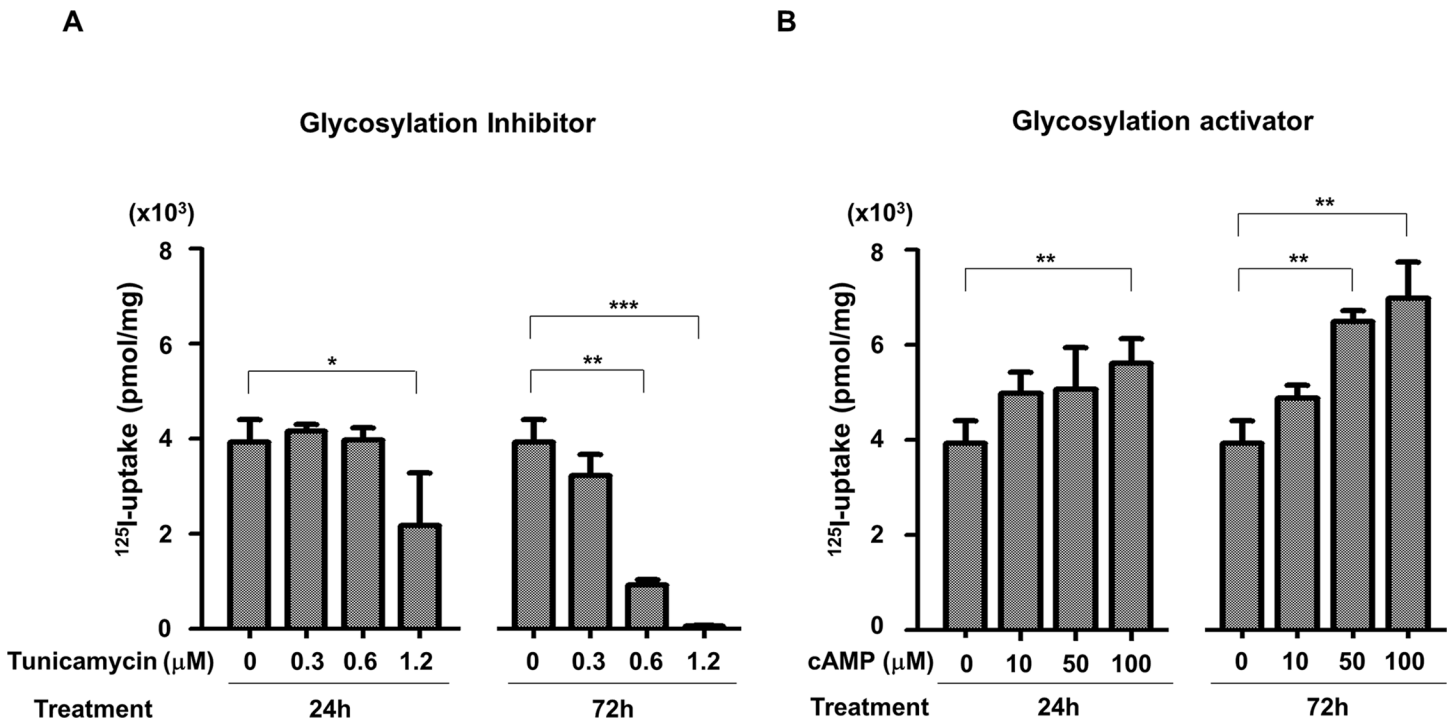 A
B
Glycosylation Inhibitor
Glycosylation activator
(x10³)
(x10³)
8
6
4
2
0
¹²⁵I-uptake (pmol/mg)
*
**
***
Tunicamycin (μM) 0 0.3 0.6 1.2 0 0.3 0.6 1.2
Treatment 24h 72h
8
6
4
2
0
¹²⁵I-uptake (pmol/mg)
**
**
**
cAMP (μM) 0 10 50 100 0 10 50 100
Treatment 24h 72h